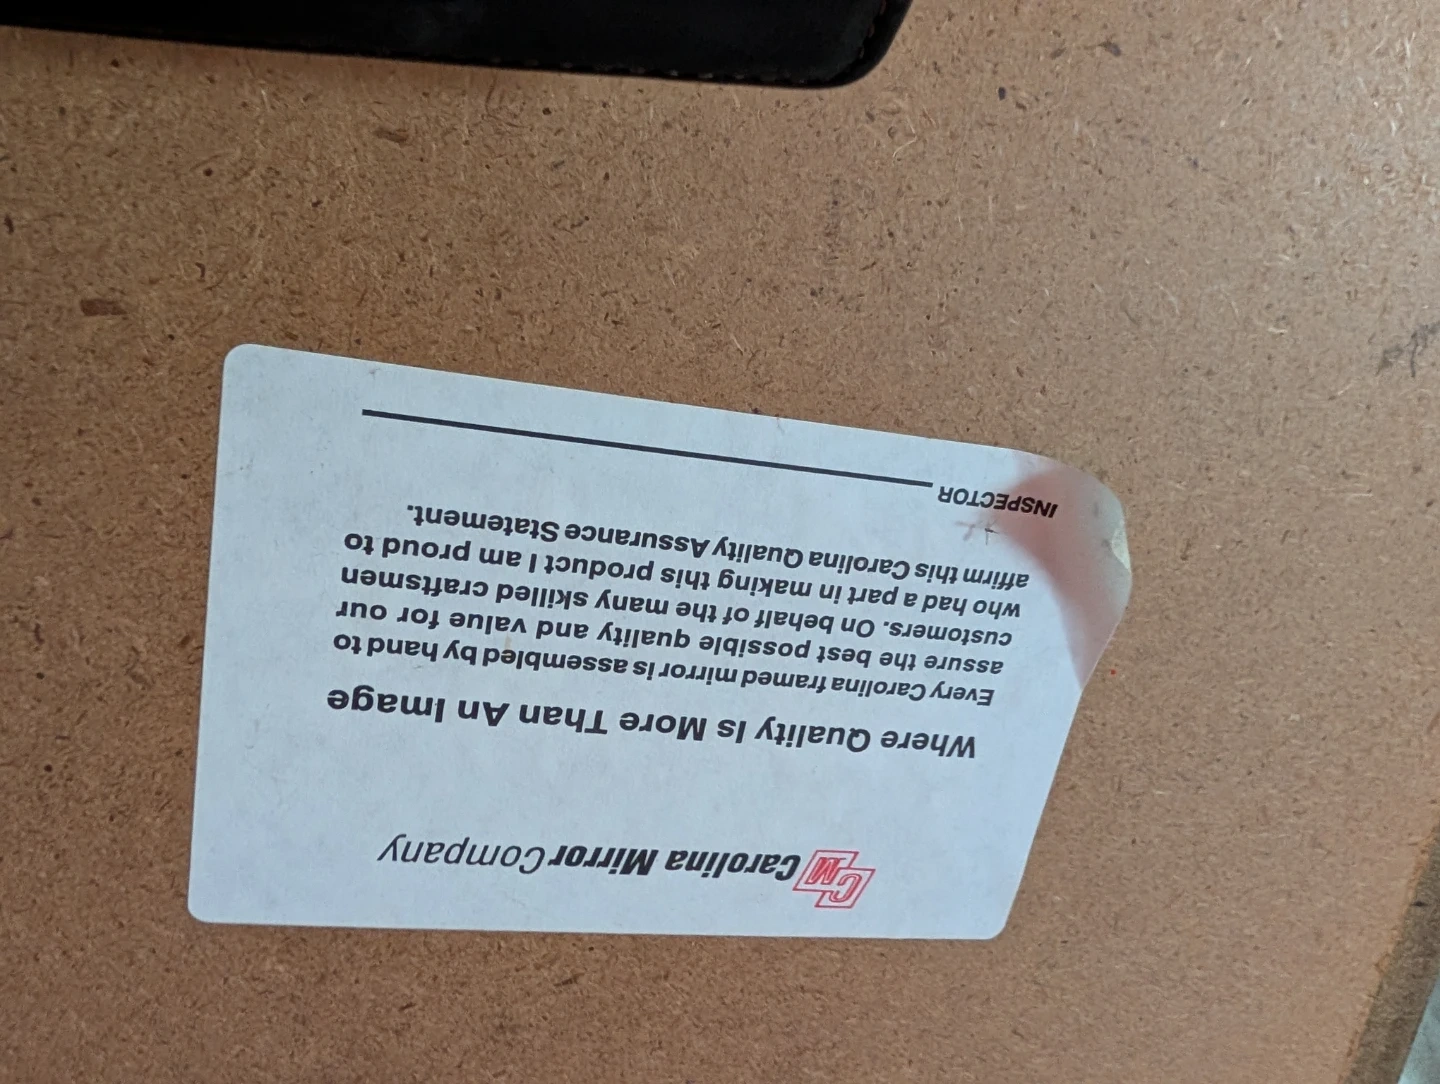 CM Carolina Mirror Company
Where Quality Is More Than An Image
Every Carolina framed mirror is assembled by hand to
assure the best possible quality and value for our
customers. On behalf of the many skilled craftsmen
who had a part in making this product I am proud to
affirm this Carolina Quality Assurance Statement.
INSPECTOR